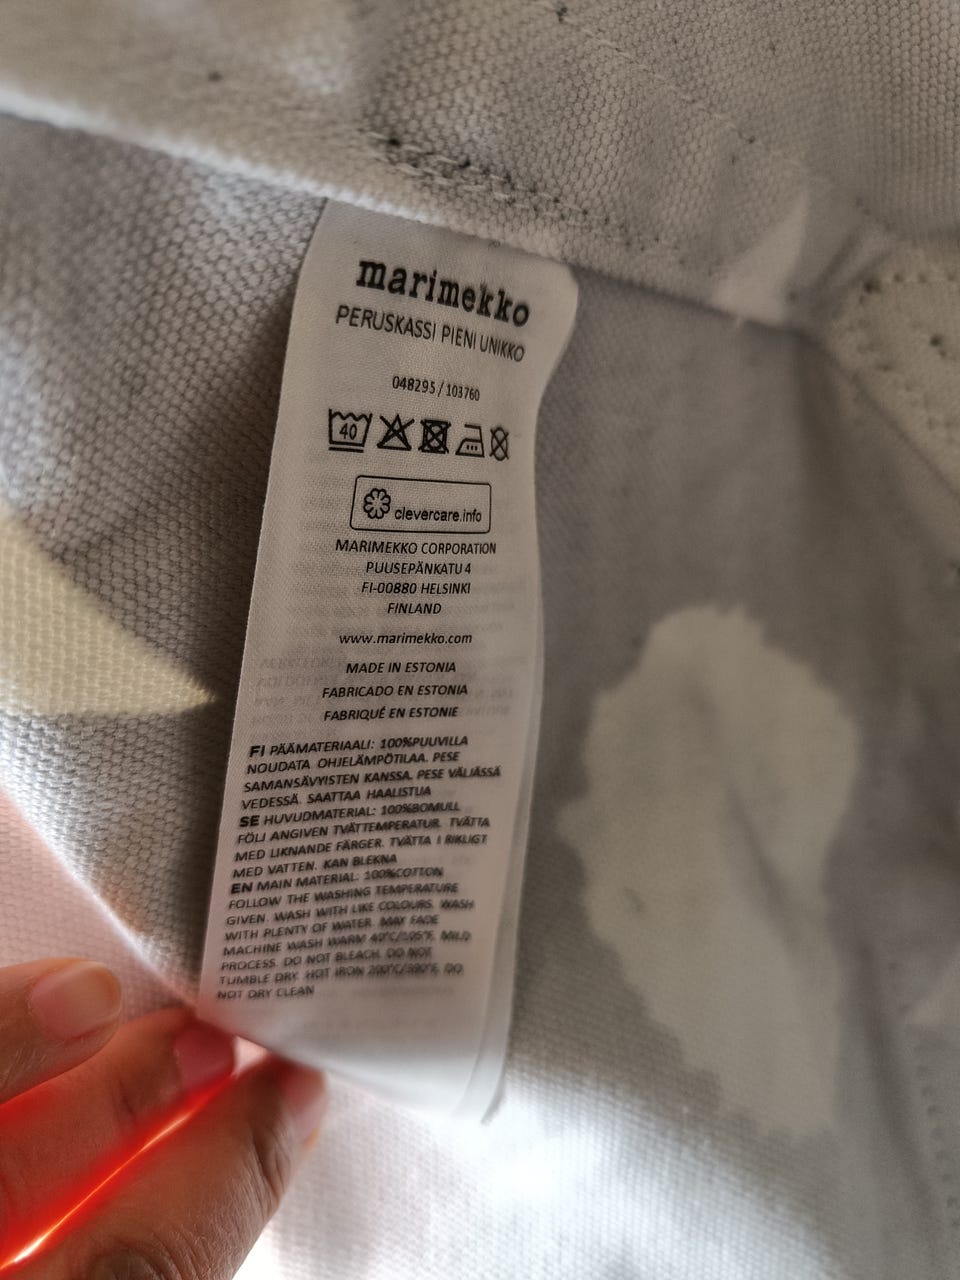 marimekko
PERUSKASSI PIENI UNIKKO
048295 / 103760
40
clevercare.info
MARIMEKKO CORPORATION
PUUSEPÄNKATU 4
FI-00880 HELSINKI
FINLAND
www.marimekko.com
MADE IN ESTONIA
FABRICADO EN ESTONIA
FABRIQUÉ EN ESTONIE
FI PÄÄMATERIAALI: 100%PUUVILLA
NOUDATA OHJELÄMPÖTILAA. PESE
SAMANSÄVYISTEN KANSSA. PESE VÄLJÄSSÄ
VEDESSÄ. SAATTAA HAALISTUA
SE HUVUDMATERIAL: 100%BOMULL
FÖLJ ANGIVEN TVÄTTEMPERATUR. TVÄTTA
MED LIKNANDE FÄRGER. TVÄTTA I RIKLIGT
MED VATTEN. KAN BLEKNA
EN MAIN MATERIAL: 100%COTTON
FOLLOW THE WASHING TEMPERATURE
GIVEN. WASH WITH LIKE COLOURS. WASH
WITH PLENTY OF WATER. MAY FADE
MACHINE WASH WARM 40°C/105°F. MILD
PROCESS. DO NOT BLEACH. DO NOT
TUMBLE DRY. HOT IRON 200°C/390°F. DO
NOT DRY CLEAN